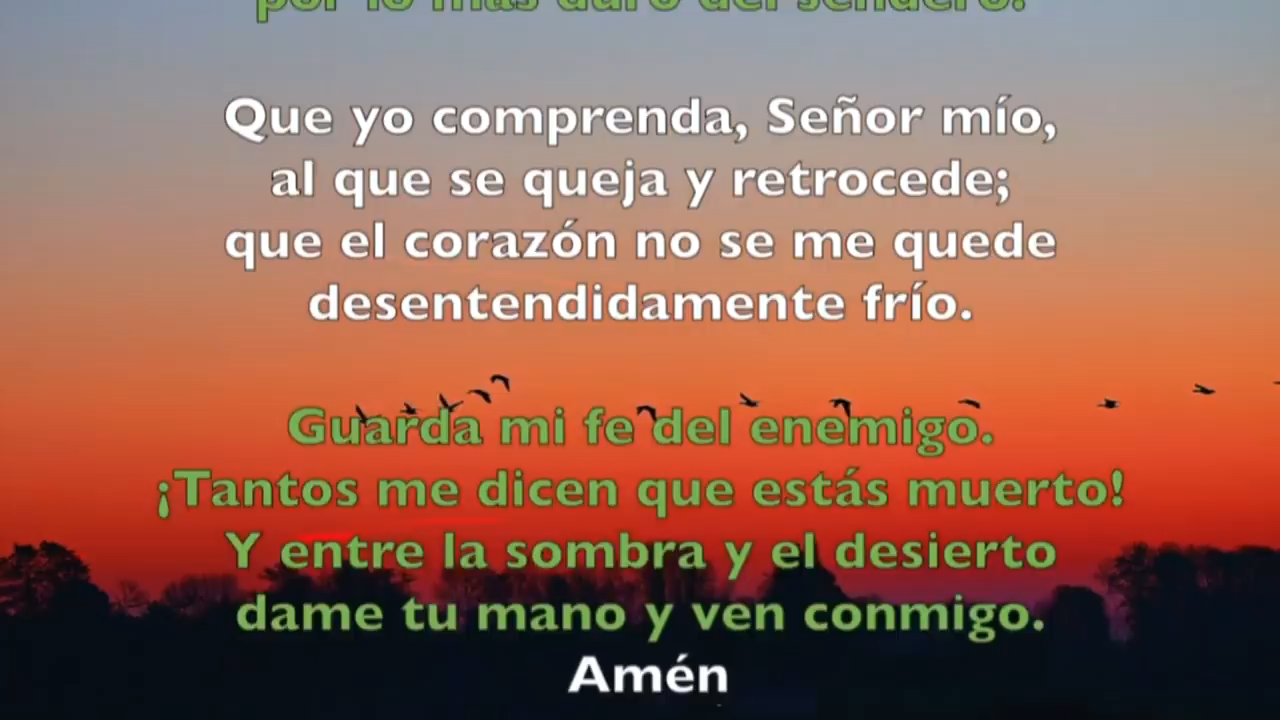 por lo más duro del sendero.
Que yo comprenda, Señor mío,
al que se queja y retrocede;
que el corazón no se me quede
desentendidamente frío.
Guarda mi fe del enemigo.
¡Tantos me dicen que estás muerto!
Y entre la sombra y el desierto
dame tu mano y ven conmigo.
Amén